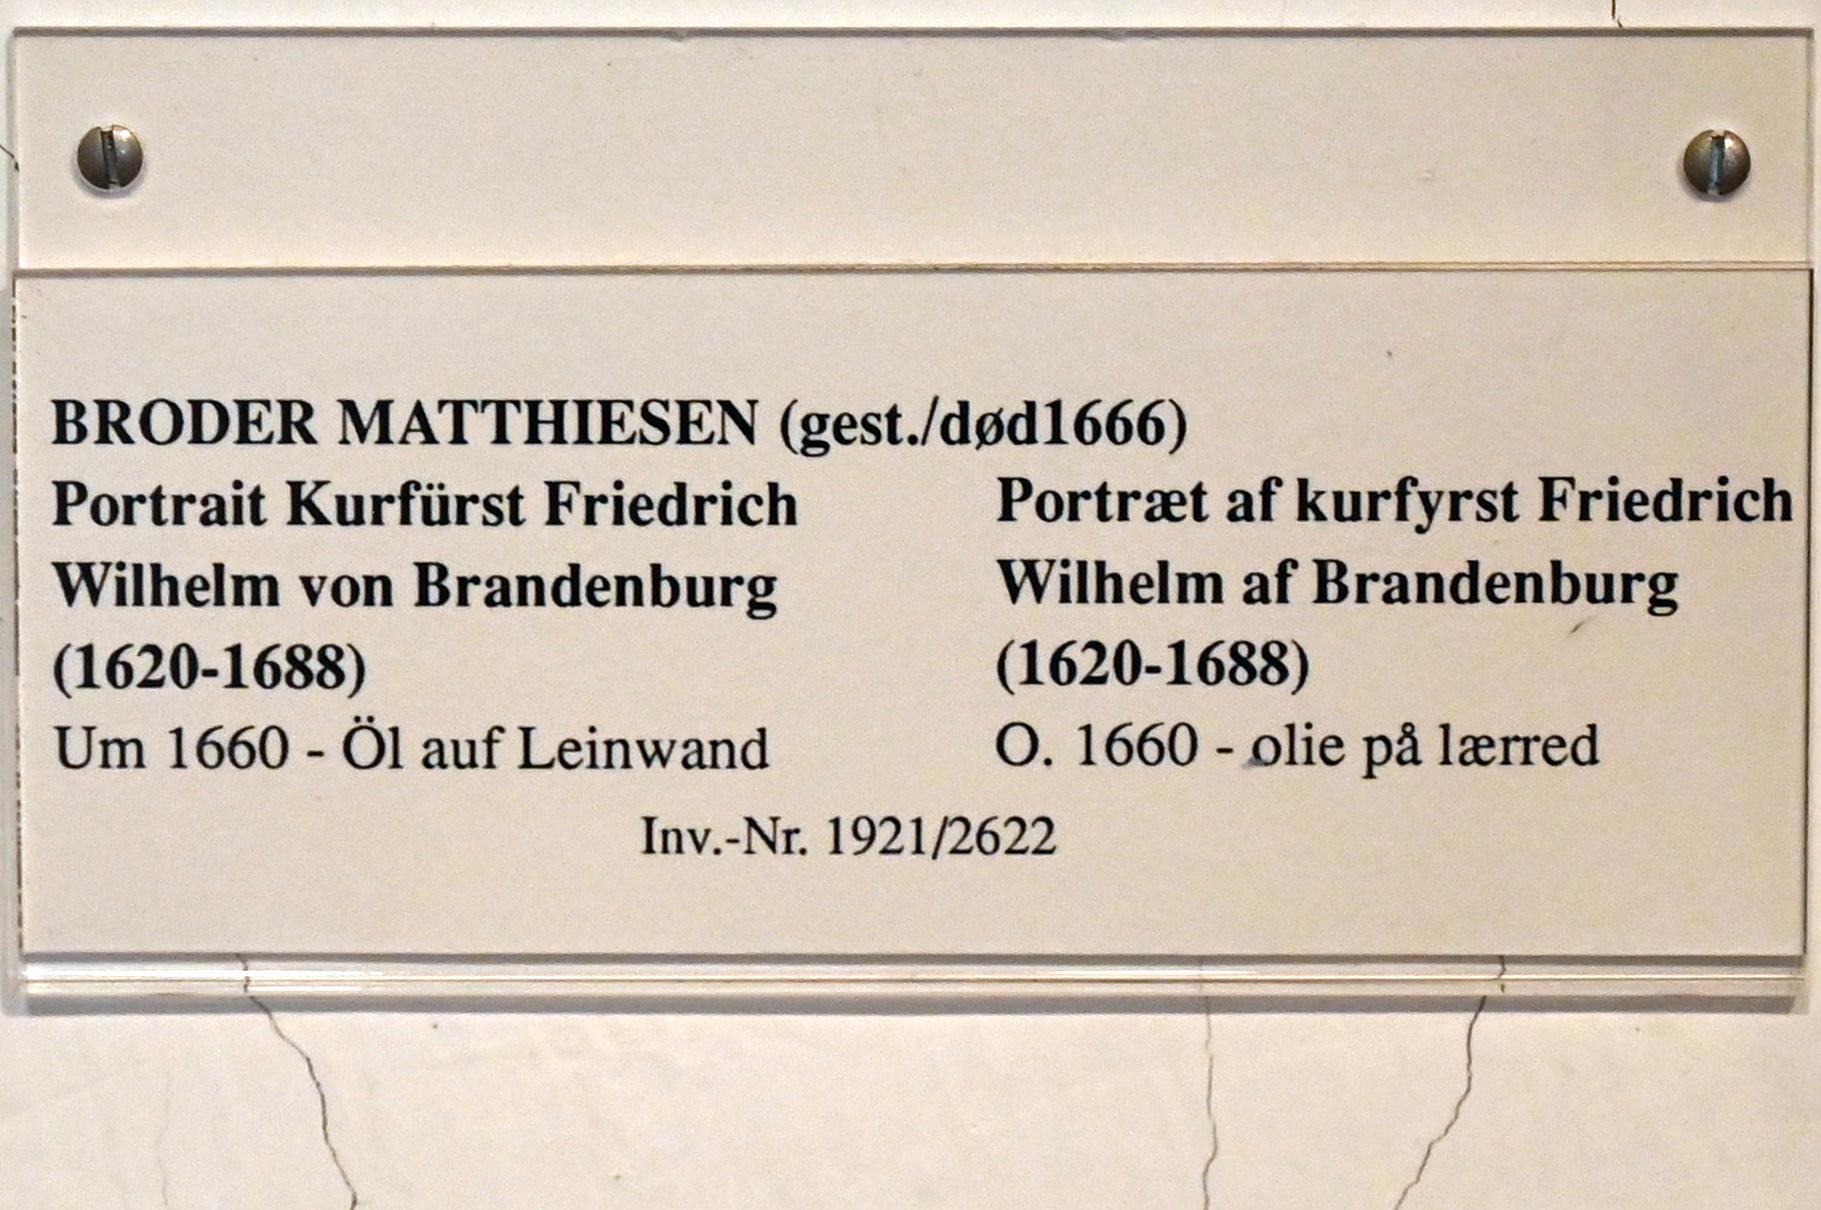 BRODER MATTHIESEN (gest./død1666)
Portrait Kurfürst Friedrich
Wilhelm von Brandenburg
(1620-1688)
Um 1660 - Öl auf Leinwand
Portræt af kurfyrst Friedrich
Wilhelm af Brandenburg
(1620-1688)
O. 1660 - olie på lærred
Inv.-Nr. 1921/2622